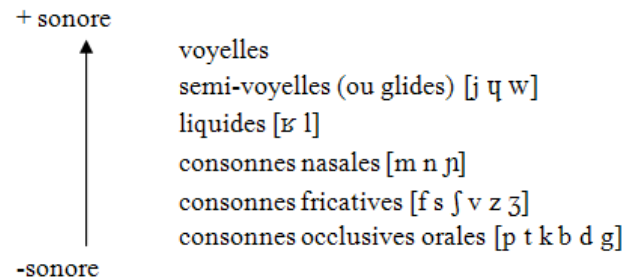 + sonore
voyelles
semi-voyelles (ou glides) [j ɥ w]
liquides [ʁ l]
consonnes nasales [m n ɲ]
consonnes fricatives [f s ʃ v z ʒ]
consonnes occlusives orales [p t k b d g]
-sonore